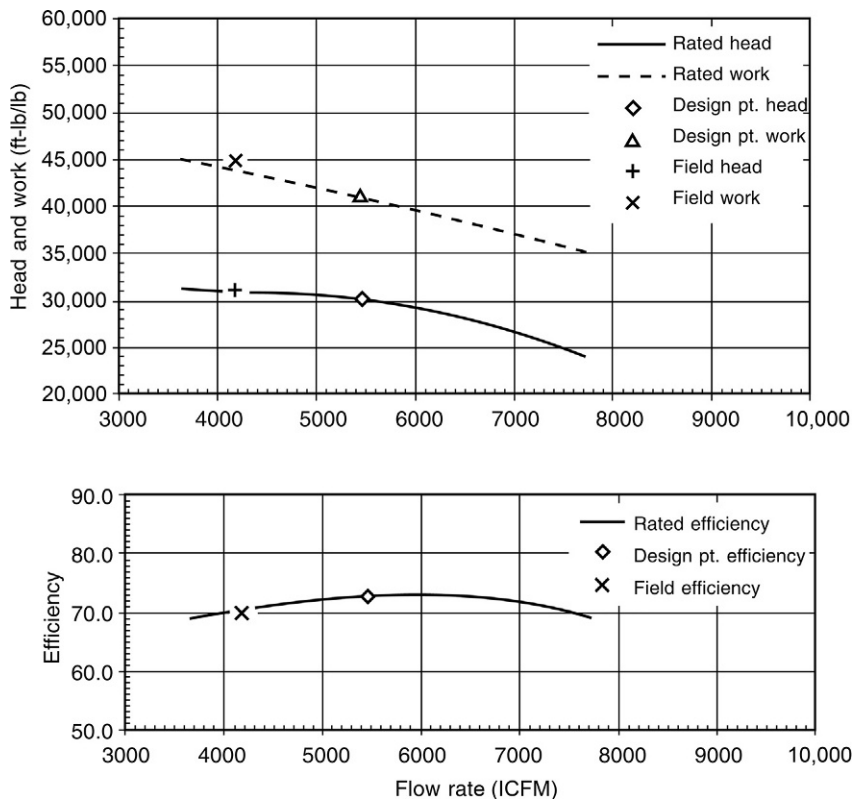 60,000
55,000
50,000
45,000
40,000
35,000
30,000
25,000
20,000
Head and work (ft-lb/lb)
Rated head
Rated work
Design pt. head
Design pt. work
Field head
Field work
3000 4000 5000 6000 7000 8000 9000 10,000
90.0
80.0
70.0
60.0
50.0
Efficiency
Rated efficiency
Design pt. efficiency
Field efficiency
3000 4000 5000 6000 7000 8000 9000 10,000
Flow rate (ICFM)